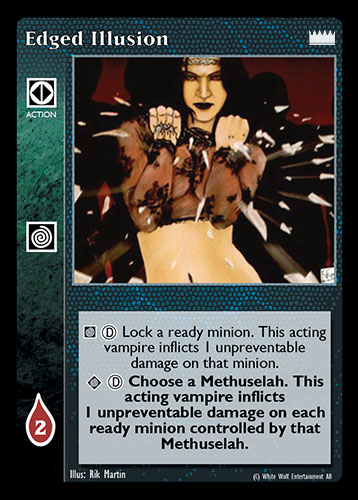 Edged Illusion
ACTION
D Lock a ready minion. This acting
vampire inflicts 1 unpreventable
damage on that minion.
D Choose a Methuselah. This
acting vampire inflicts
1 unpreventable damage on each
ready minion controlled by that
Methuselah.
2
Illus: Rik Martin
(C) White Wolf Entertainment AB